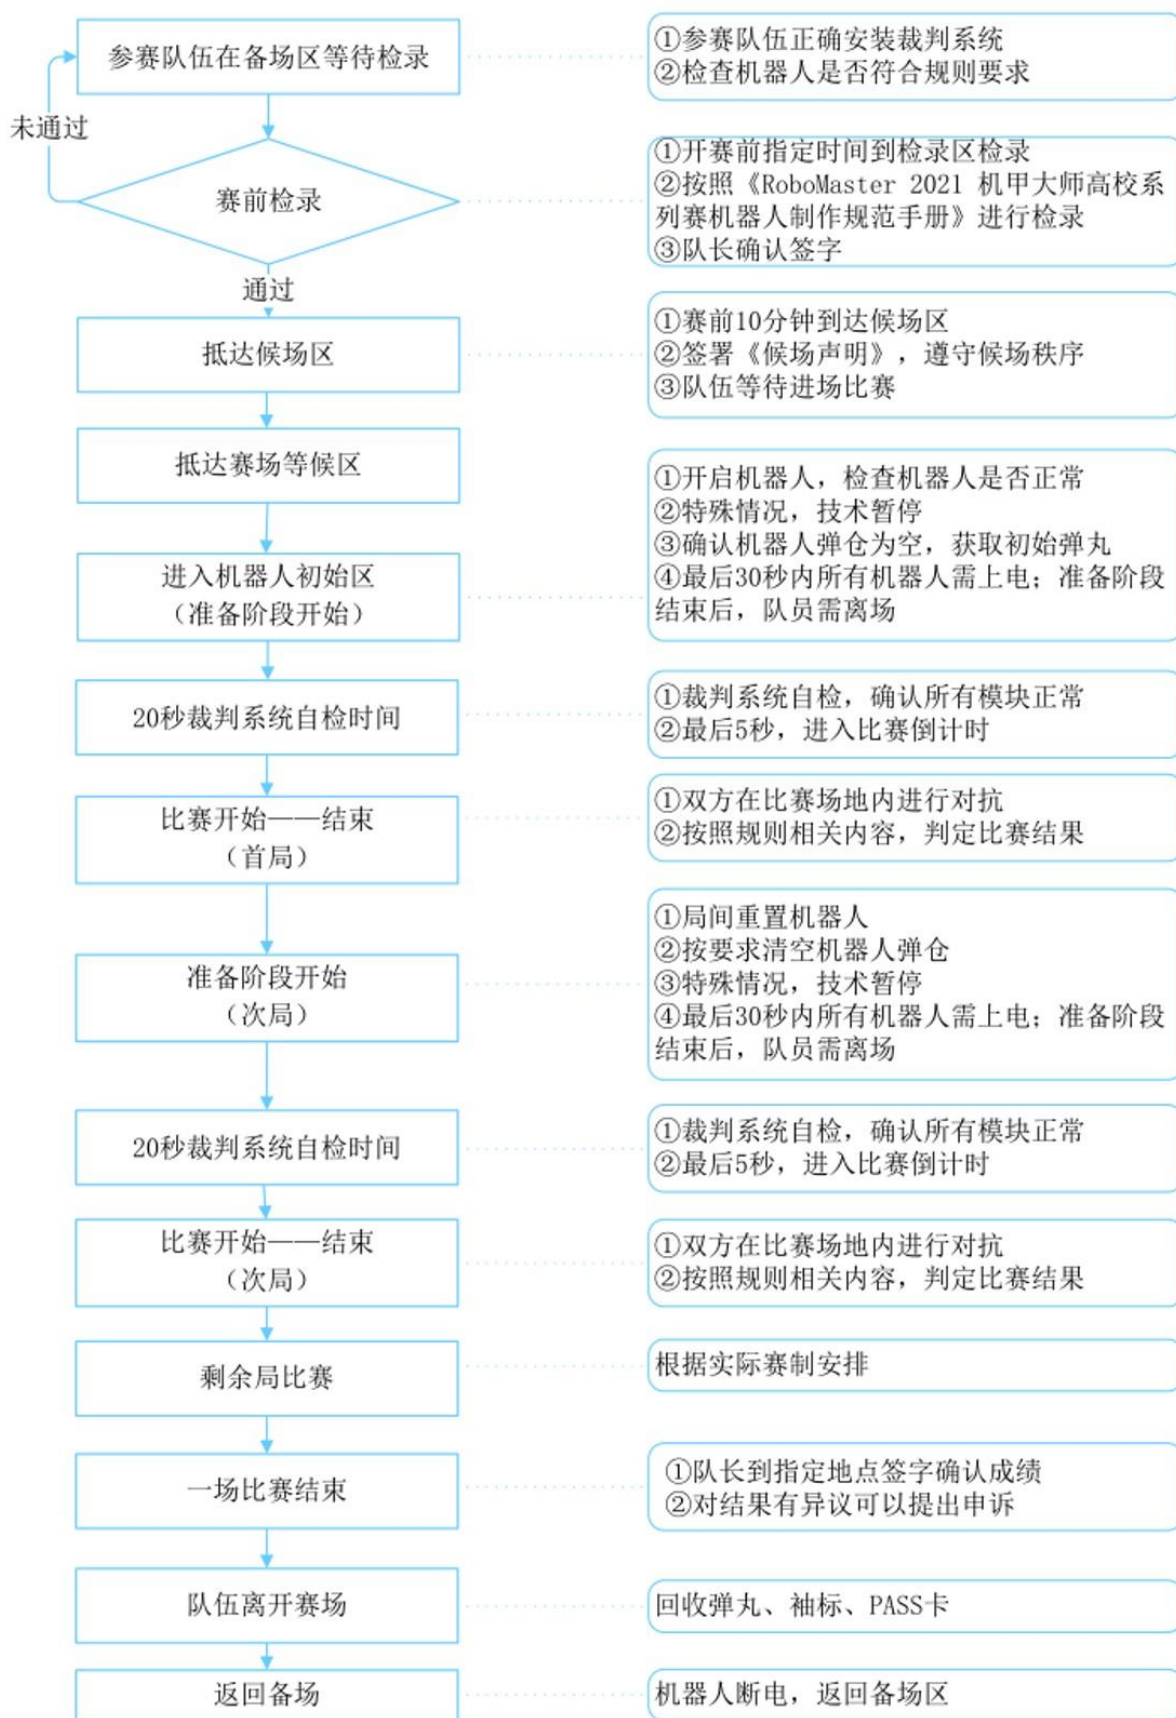 参赛队伍在备场区等待检录
①参赛队伍正确安装裁判系统
②检查机器人是否符合规则要求
未通过
赛前检录
①开赛前指定时间到检录区检录
②按照《RoboMaster 2021 机甲大师高校系
列赛机器人制作规范手册》进行检录
③队长确认签字
通过
抵达候场区
①赛前10分钟到达候场区
②签署《候场声明》，遵守候场秩序
③队伍等待进场比赛
抵达赛场等候区
进入机器人初始区
（准备阶段开始）
①开启机器人，检查机器人是否正常
②特殊情况，技术暂停
③确认机器人弹仓为空，获取初始弹丸
④最后30秒内所有机器人需上电；准备阶段
结束后，队员需离场
20秒裁判系统自检时间
①裁判系统自检，确认所有模块正常
②最后5秒，进入比赛倒计时
比赛开始——结束
（首局）
①双方在比赛场地内进行对抗
②按照规则相关内容，判定比赛结果
准备阶段开始
（次局）
①局间重置机器人
②按要求清空机器人弹仓
③特殊情况，技术暂停
④最后30秒内所有机器人需上电；准备阶段
结束后，队员需离场
20秒裁判系统自检时间
①裁判系统自检，确认所有模块正常
②最后5秒，进入比赛倒计时
比赛开始——结束
（次局）
①双方在比赛场地内进行对抗
②按照规则相关内容，判定比赛结果
剩余局比赛
根据实际赛制安排
一场比赛结束
①队长到指定地点签字确认成绩
②对结果有异议可以提出申诉
队伍离开赛场
回收弹丸、袖标、PASS卡
返回备场
机器人断电，返回备场区